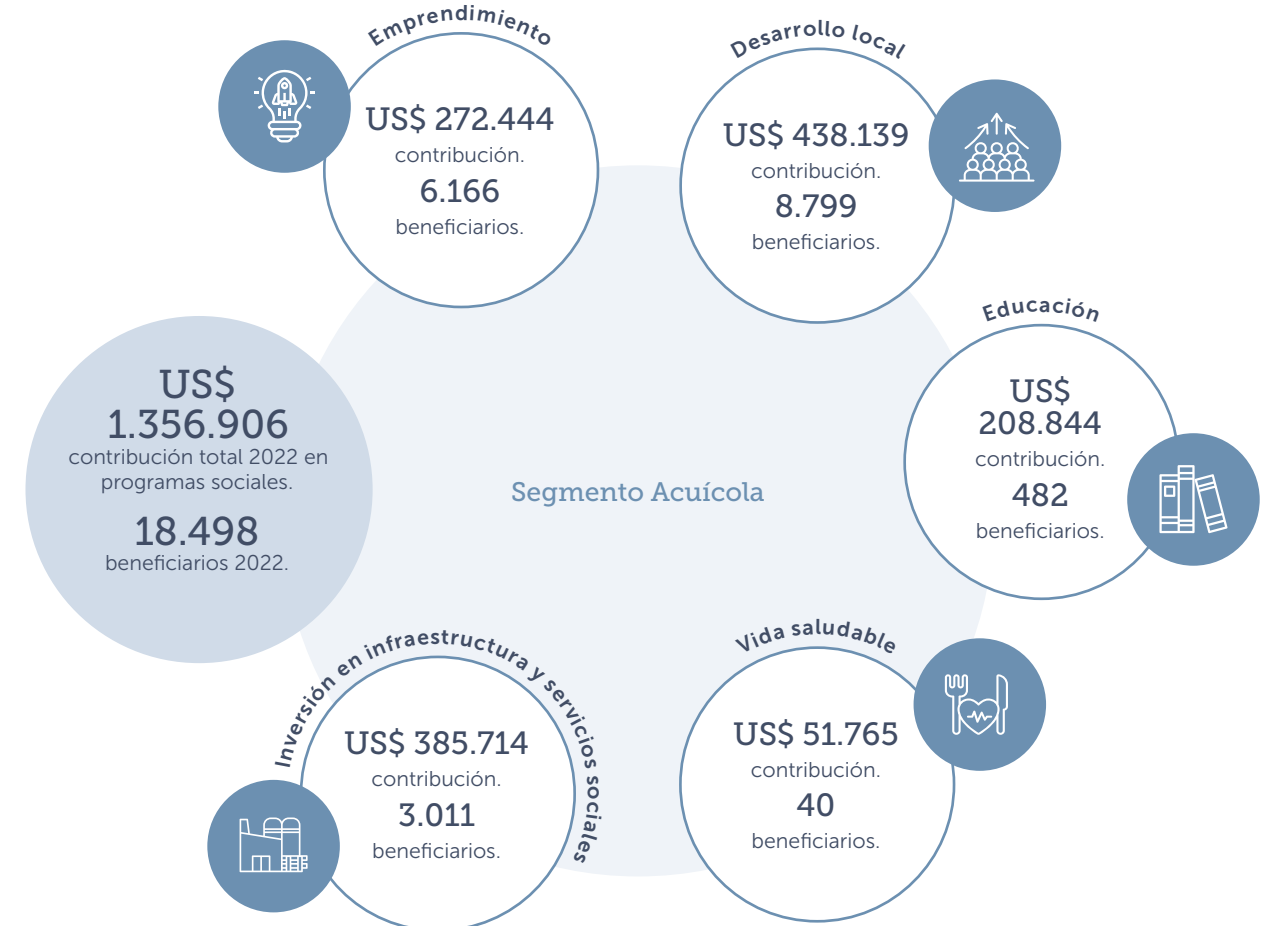 Emprendimiento
US$ 272.444
contribución.
6.166
beneficiarios.
Desarrollo local
US$ 438.139
contribución.
8.799
beneficiarios.
Educación
US$
208.844
contribución.
482
beneficiarios.
US$
1.356.906
contribución total 2022 en
programas sociales.
18.498
beneficiarios 2022.
Segmento Acuícola
Inversión en infraestructura y servicios sociales
US$ 385.714
contribución.
3.011
beneficiarios.
Vida saludable
US$ 51.765
contribución.
40
beneficiarios.